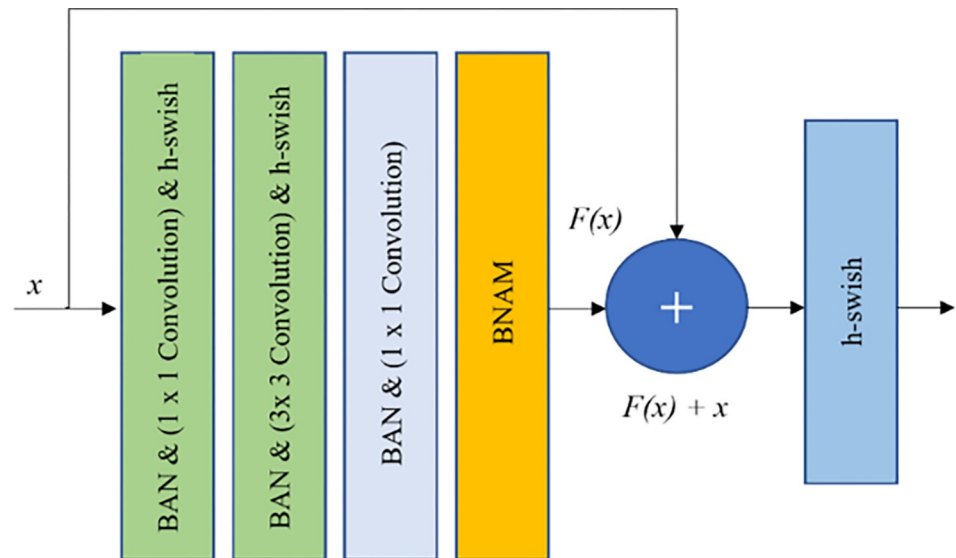 x
BAN & (1 x 1 Convolution) & h-swish
BAN & (3x 3 Convolution) & h-swish
BAN & (1 x 1 Convolution)
BNAM
F(x)
+
F(x) + x
h-swish